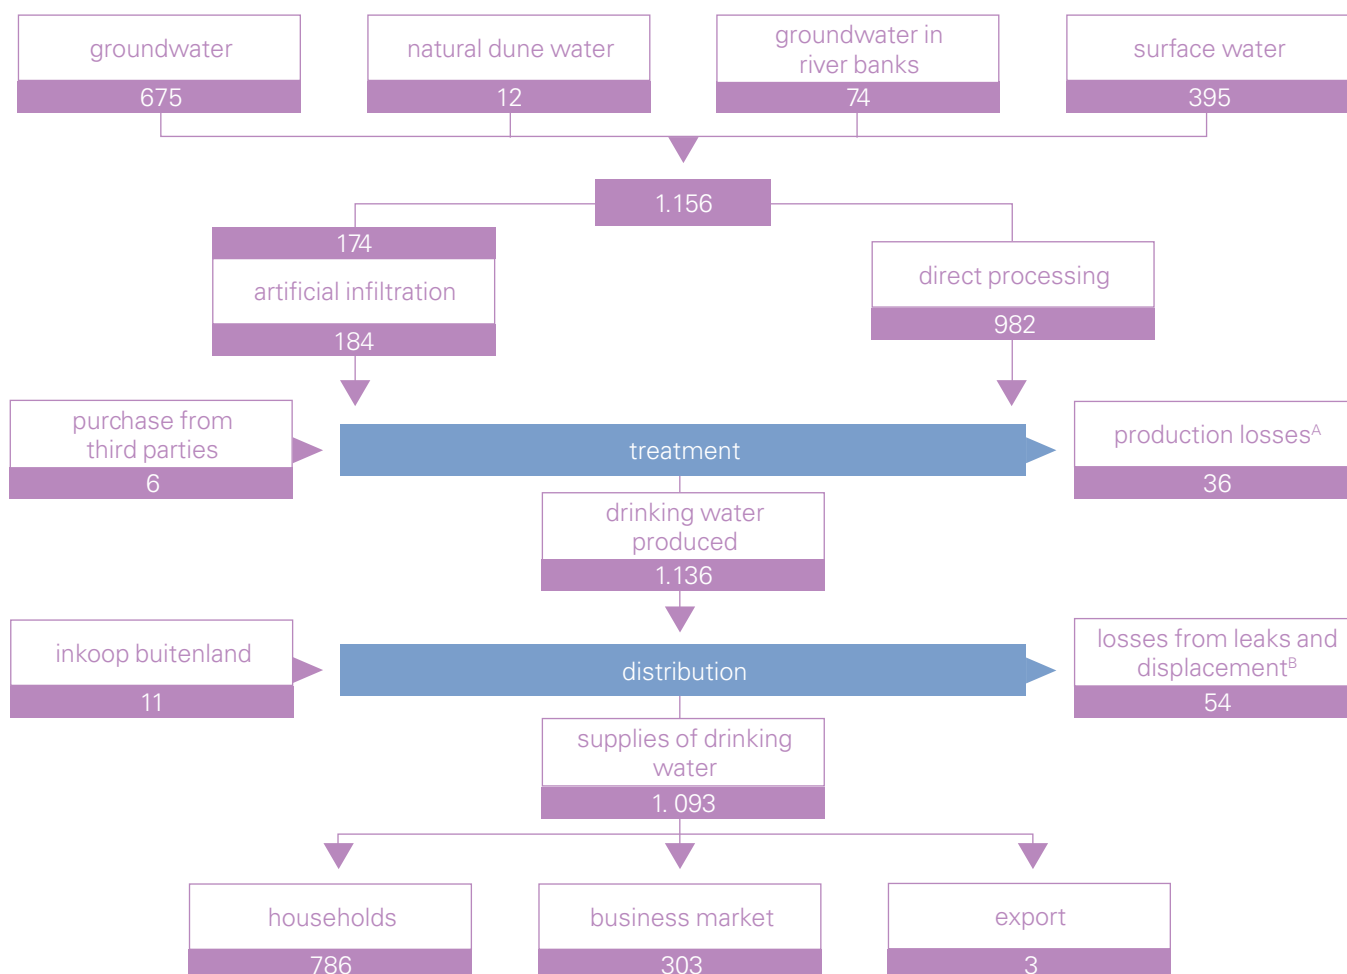 groundwater
675
natural dune water
12
groundwater in
river banks
74
surface water
395
1.156
174
artificial infiltration
184
direct processing
982
purchase from
third parties
6
treatment
production lossesᴬ
36
drinking water
produced
1.136
inkoop buitenland
11
distribution
losses from leaks and
displacementᴮ
54
supplies of drinking
water
1. 093
households
786
business market
303
export
3